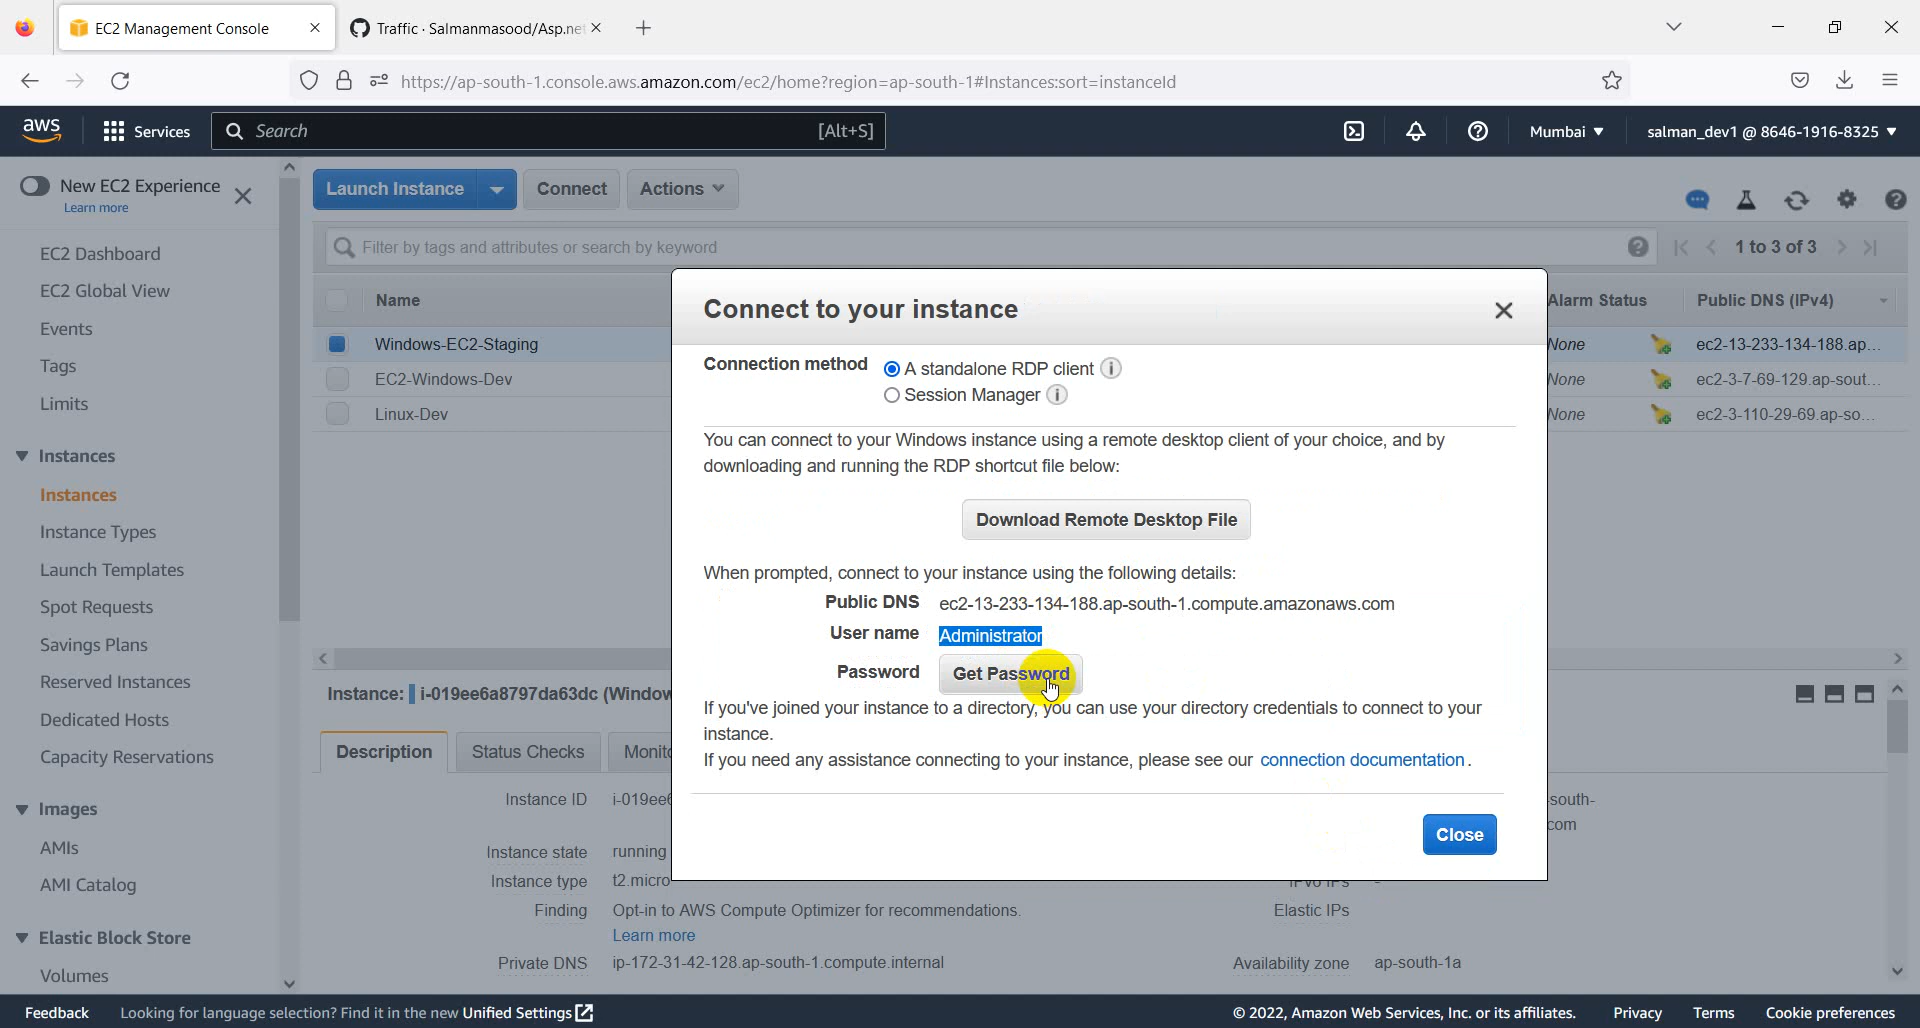 EC2 Management Console
Traffic · Salmanmasood/Asp.net
https://ap-south-1.console.aws.amazon.com/ec2/home?region=ap-south-1#Instances:sort=instanceId
aws
Services
Search
[Alt+S]
Mumbai
salman_dev1 @ 8646-1916-8325
New EC2 Experience
Learn more
EC2 Dashboard
EC2 Global View
Events
Tags
Limits
Instances
Instances
Instance Types
Launch Templates
Spot Requests
Savings Plans
Reserved Instances
Dedicated Hosts
Capacity Reservations
Images
AMIs
AMI Catalog
Elastic Block Store
Volumes
Launch Instance
Connect
Actions
Filter by tags and attributes or search by keyword
1 to 3 of 3
Name
Alarm Status
Public DNS (IPv4)
Windows-EC2-Staging
None
ec2-13-233-134-188.ap...
EC2-Windows-Dev
None
ec2-3-7-69-129.ap-sout...
Linux-Dev
None
ec2-3-110-29-69.ap-so...
Connect to your instance
Connection method
A standalone RDP client
Session Manager
You can connect to your Windows instance using a remote desktop client of your choice, and by
downloading and running the RDP shortcut file below:
Download Remote Desktop File
When prompted, connect to your instance using the following details:
Public DNS ec2-13-233-134-188.ap-south-1.compute.amazonaws.com
User name Administrator
Password Get Password
If you've joined your instance to a directory, you can use your directory credentials to connect to your
instance.
If you need any assistance connecting to your instance, please see our connection documentation.
Close
Instance: i-019ee6a8797da63dc (Window
Description
Status Checks
Monito
Instance ID i-019ee6
south-
com
Instance state running
Instance type t2.micro
IPv6 IPs -
Finding Opt-in to AWS Compute Optimizer for recommendations.
Learn more
Elastic IPs
Private DNS ip-172-31-42-128.ap-south-1.compute.internal
Availability zone ap-south-1a
Feedback
Looking for language selection? Find it in the new Unified Settings
© 2022, Amazon Web Services, Inc. or its affiliates.
Privacy
Terms
Cookie preferences